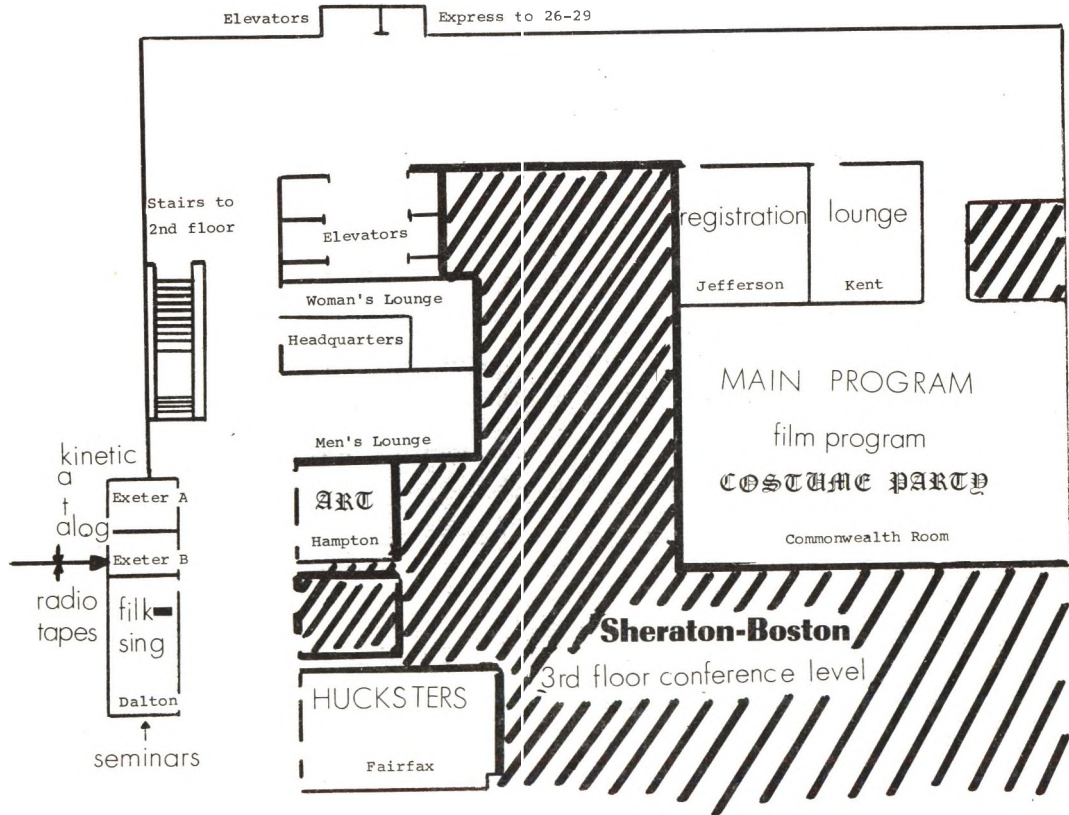 Elevators
Express to 26-29
Stairs to
2nd floor
Elevators
registration
lounge
Jefferson
Kent
Woman's Lounge
Headquarters
Men's Lounge
MAIN PROGRAM
film program
COSTUME PARTY
Commonwealth Room
kinetic
a
t
alog
Exeter A
Exeter B
radio
tapes
filk
sing
Dalton
seminars
ART
Hampton
HUCKSTERS
Fairfax
Sheraton-Boston
3rd floor conference level